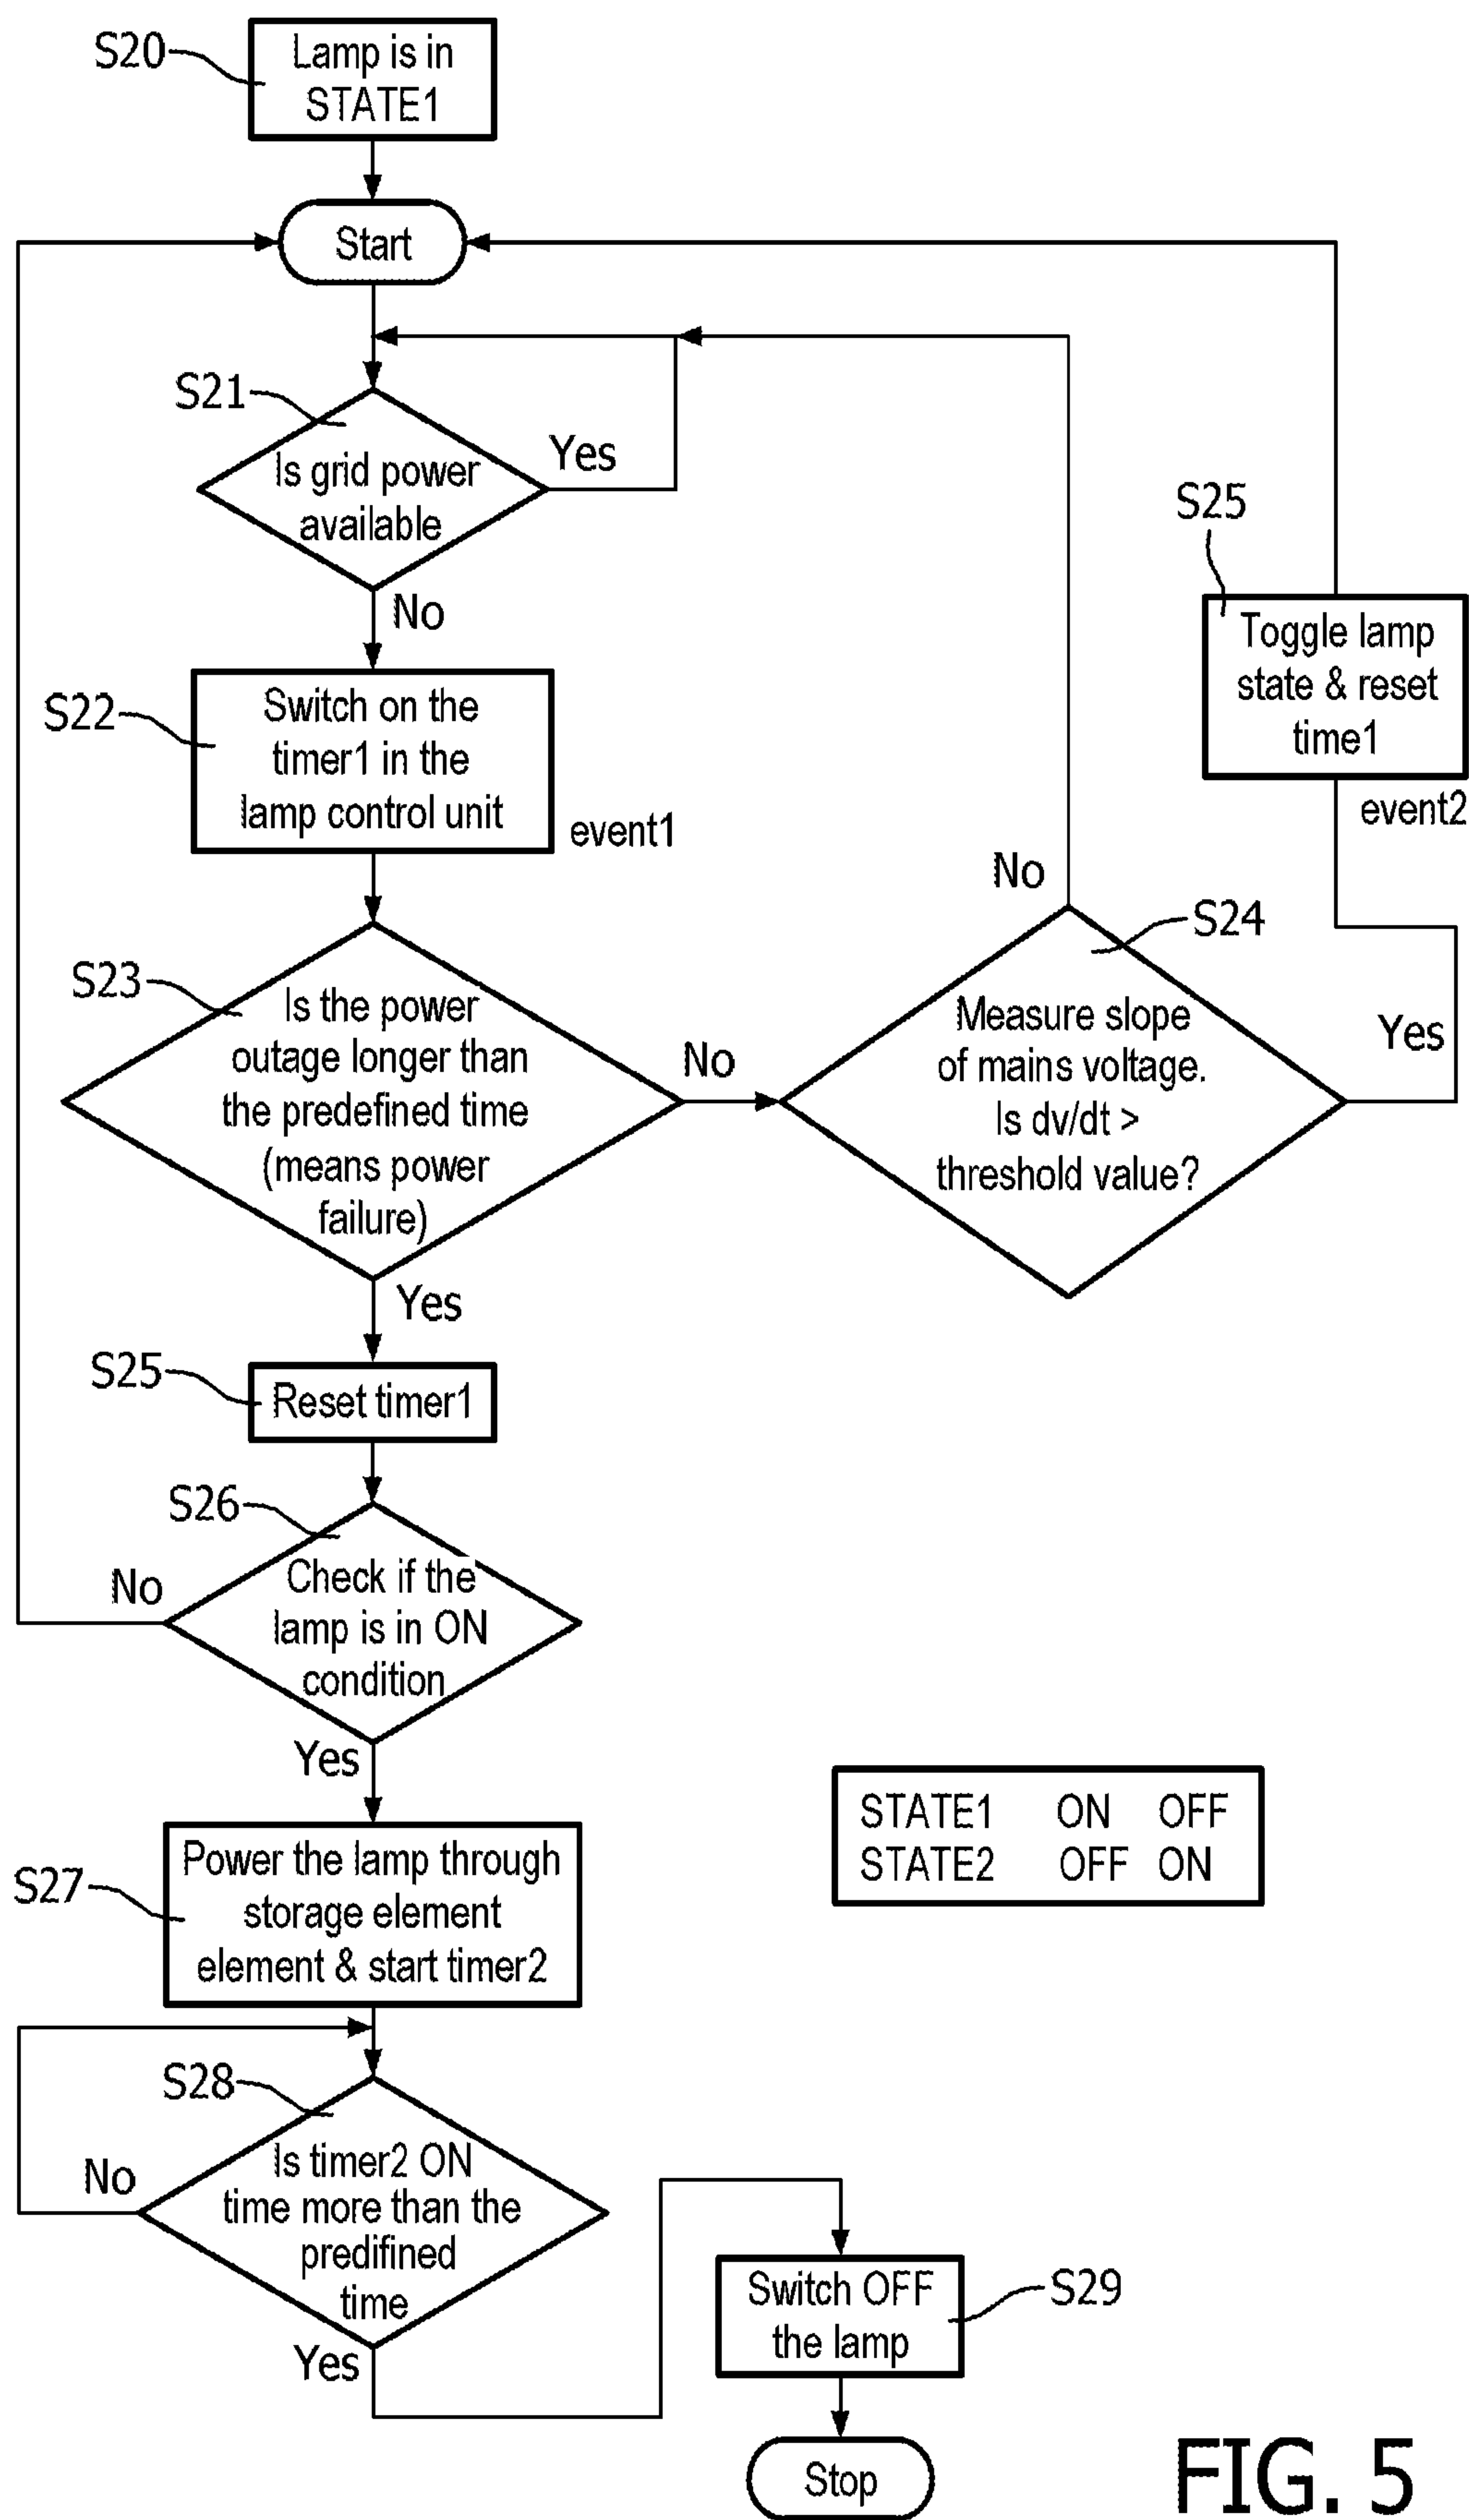 S20
Lamp is in
STATE1
Start
S21
Yes
Is grid power
available
No
S25
Toggle lamp
state & reset
time1
event2
S22
Switch on the
timer1 in the
lamp control unit
event1
No
S24
S23
Is the power
outage longer than
the predefined time
(means power
failure)
No
Measure slope
of mains voltage.
Is dv/dt >
threshold value?
Yes
Yes
S25
Reset timer1
S26
No
Check if the
lamp is in ON
condition
Yes
STATE1 ON OFF
STATE2 OFF ON
S27
Power the lamp through
storage element
element & start timer2
S28
No
Is timer2 ON
time more than the
predifined
time
Yes
Switch OFF
the lamp
S29
Stop
FIG. 5